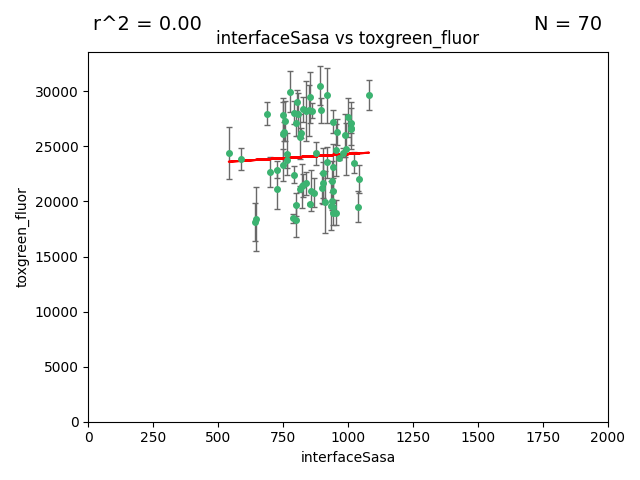 r^2 = 0.00
N = 70
interfaceSasa vs toxgreen_fluor
toxgreen_fluor
30000
25000
20000
15000
10000
5000
0
0 250 500 750 1000 1250 1500 1750 2000
interfaceSasa